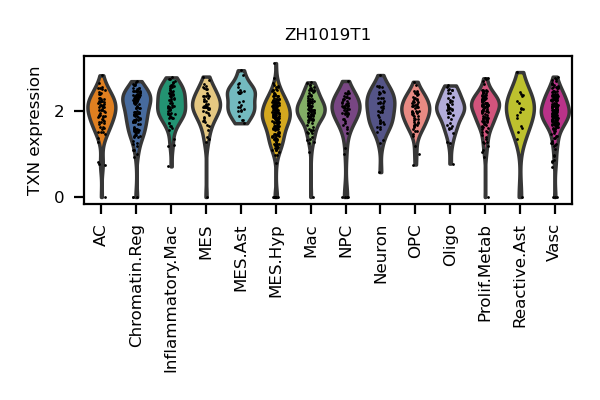 ZH1019T1
TXN expression
2
0
AC
Chromatin.Reg
Inflammatory.Mac
MES
MES.Ast
MES.Hyp
Mac
NPC
Neuron
OPC
Oligo
Prolif.Metab
Reactive.Ast
Vasc